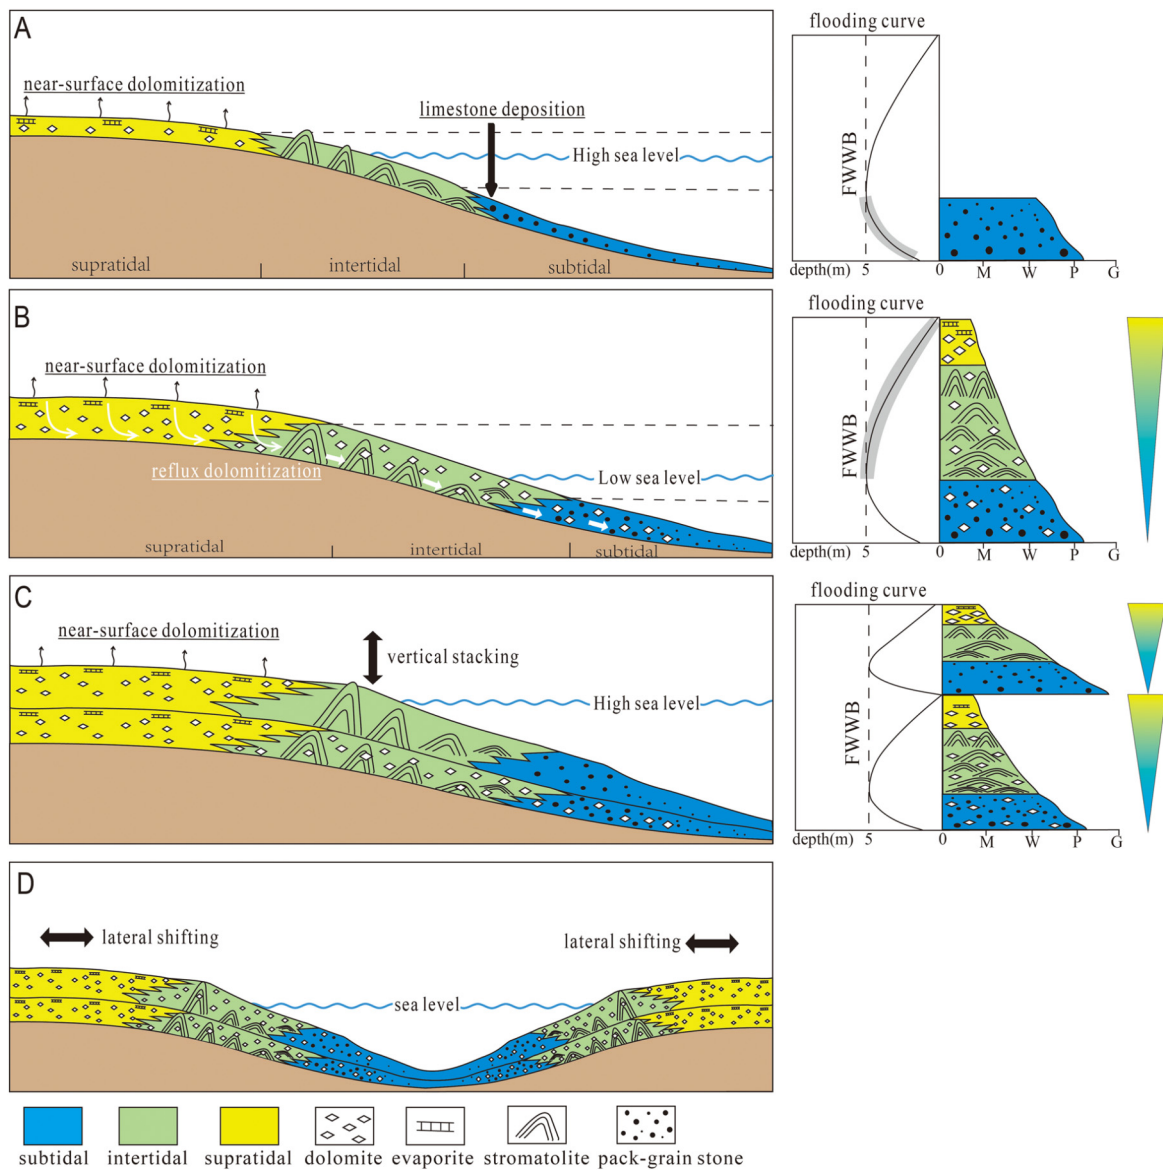 A
near-surface dolomitization
limestone deposition
High sea level
supratidal
intertidal
subtidal
flooding curve
FWWB
depth(m) 5 0 M W P G
B
near-surface dolomitization
reflux dolomitization
Low sea level
supratidal
intertidal
subtidal
flooding curve
FWWB
depth(m) 5 0 M W P G
C
near-surface dolomitization
vertical stacking
High sea level
flooding curve
FWWB
depth(m) 5 0 M W P G
D
lateral shifting
lateral shifting
sea level
subtidal intertidal supratidal dolomite evaporite stromatolite pack-grain stone